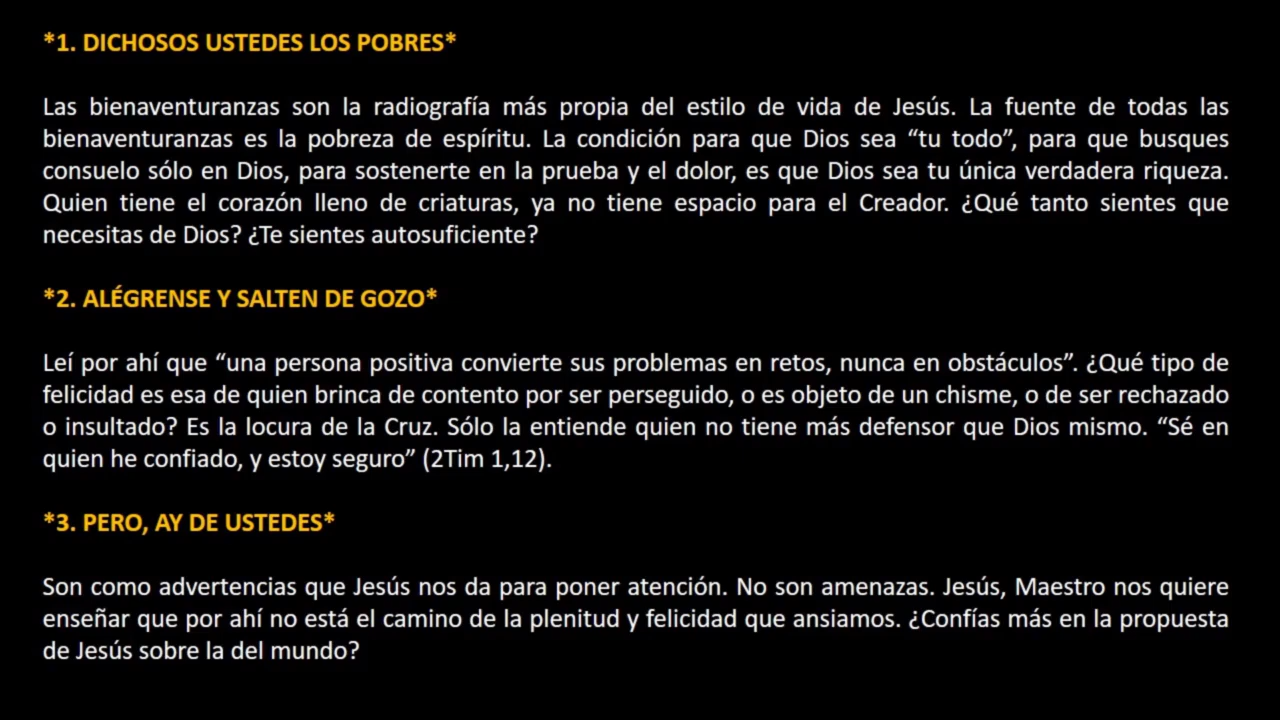 *1. DICHOSOS USTEDES LOS POBRES*
Las bienaventuranzas son la radiografía más propia del estilo de vida de Jesús. La fuente de todas las
bienaventuranzas es la pobreza de espíritu. La condición para que Dios sea “tu todo”, para que busques
consuelo sólo en Dios, para sostenerte en la prueba y el dolor, es que Dios sea tu única verdadera riqueza.
Quien tiene el corazón lleno de criaturas, ya no tiene espacio para el Creador. ¿Qué tanto sientes que
necesitas de Dios? ¿Te sientes autosuficiente?
*2. ALÉGRENSE Y SALTEN DE GOZO*
Leí por ahí que “una persona positiva convierte sus problemas en retos, nunca en obstáculos”. ¿Qué tipo de
felicidad es esa de quien brinca de contento por ser perseguido, o es objeto de un chisme, o de ser rechazado
o insultado? Es la locura de la Cruz. Sólo la entiende quien no tiene más defensor que Dios mismo. “Sé en
quien he confiado, y estoy seguro” (2Tim 1,12).
*3. PERO, AY DE USTEDES*
Son como advertencias que Jesús nos da para poner atención. No son amenazas. Jesús, Maestro nos quiere
enseñar que por ahí no está el camino de la plenitud y felicidad que ansiamos. ¿Confías más en la propuesta
de Jesús sobre la del mundo?